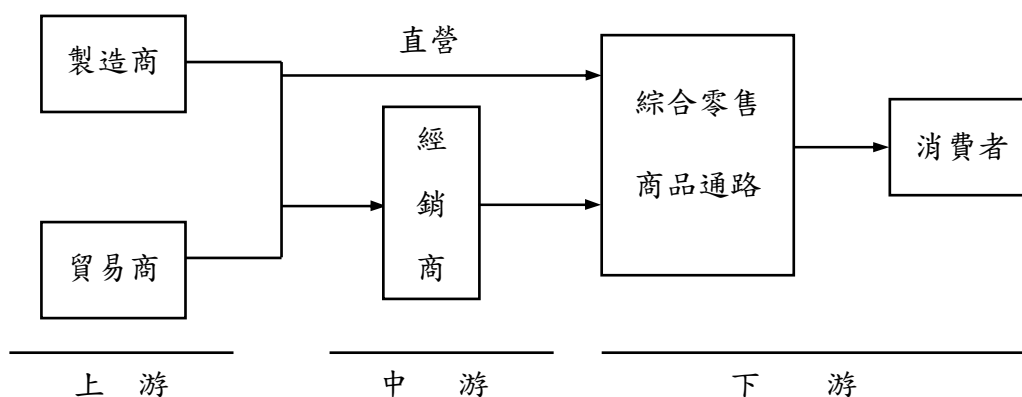 製造商
直營
綜合零售
商品通路
經銷商
消費者
貿易商
上　游
中　游
下　游